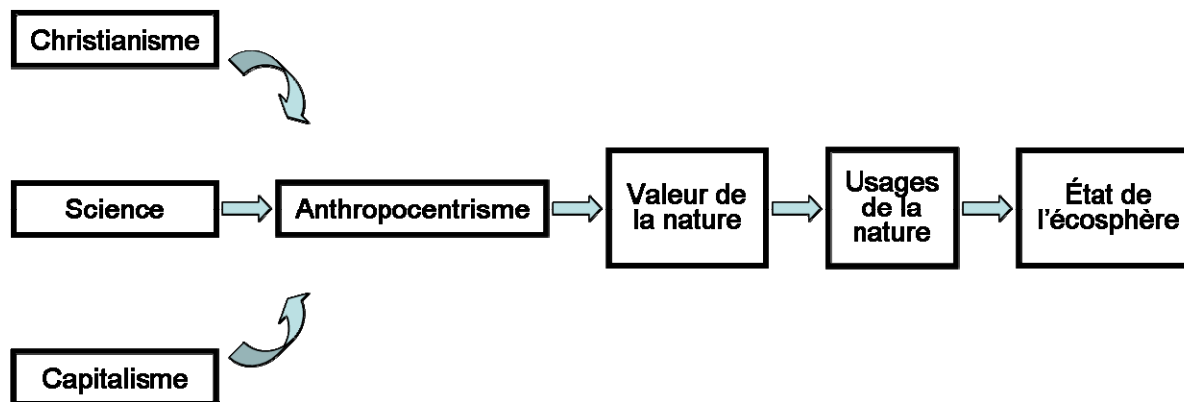 Christianisme
Science
Anthropocentrisme
Valeur de
la nature
Usages
de la
nature
État de
l'écosphère
Capitalisme